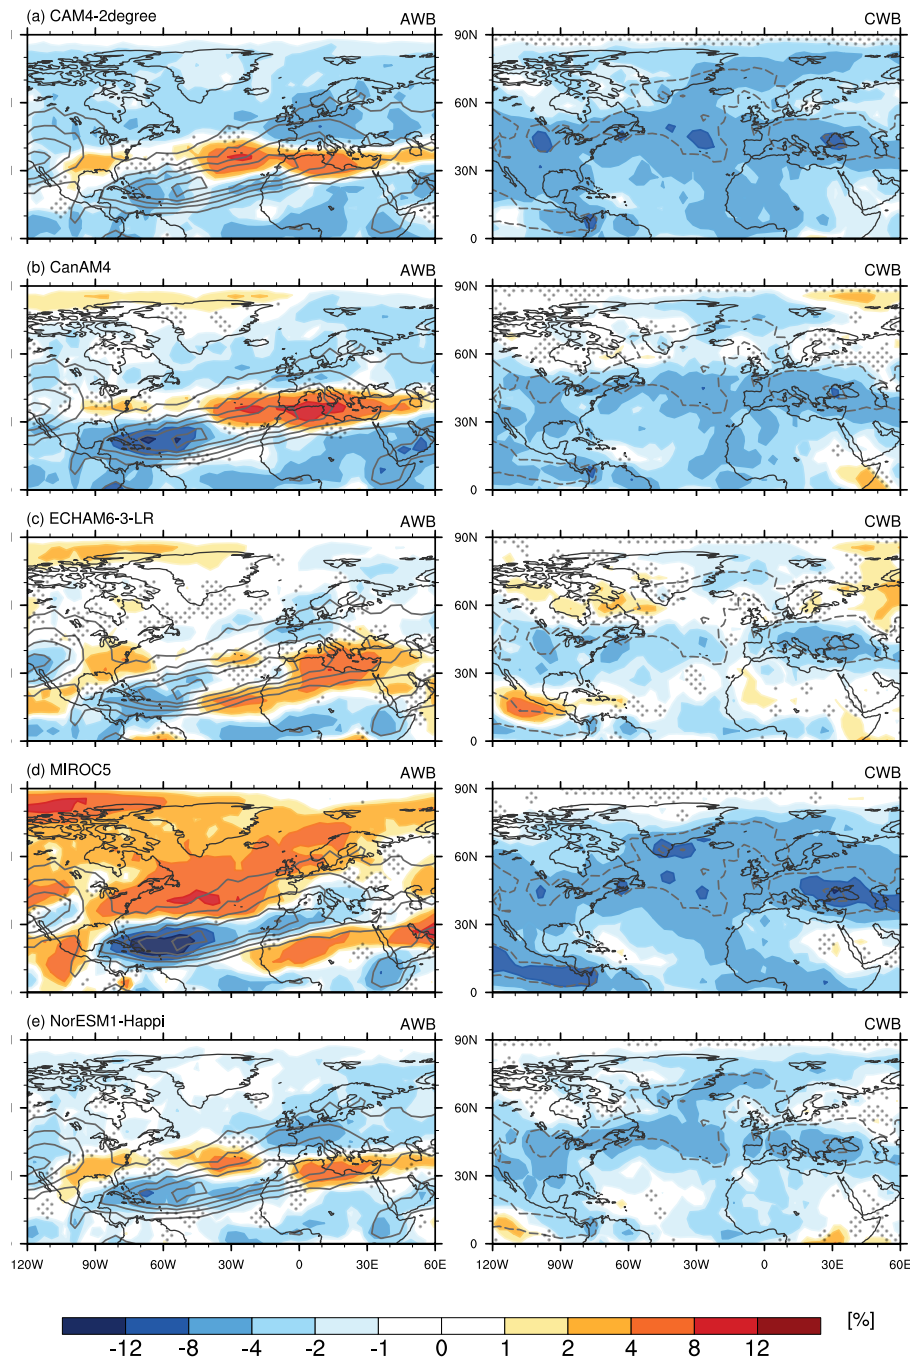 (a) CAM4-2degree AWB CWB
90N
60N
30N
0
(b) CanAM4 AWB CWB
90N
60N
30N
0
(c) ECHAM6-3-LR AWB CWB
90N
60N
30N
0
(d) MIROC5 AWB CWB
90N
60N
30N
0
(e) NorESM1-Happi AWB CWB
90N
60N
30N
0
120W 90W 60W 30W 0 30E 60E 120W 90W 60W 30W 0 30E 60E
-12 -8 -4 -2 -1 0 1 2 4 8 12 [%]